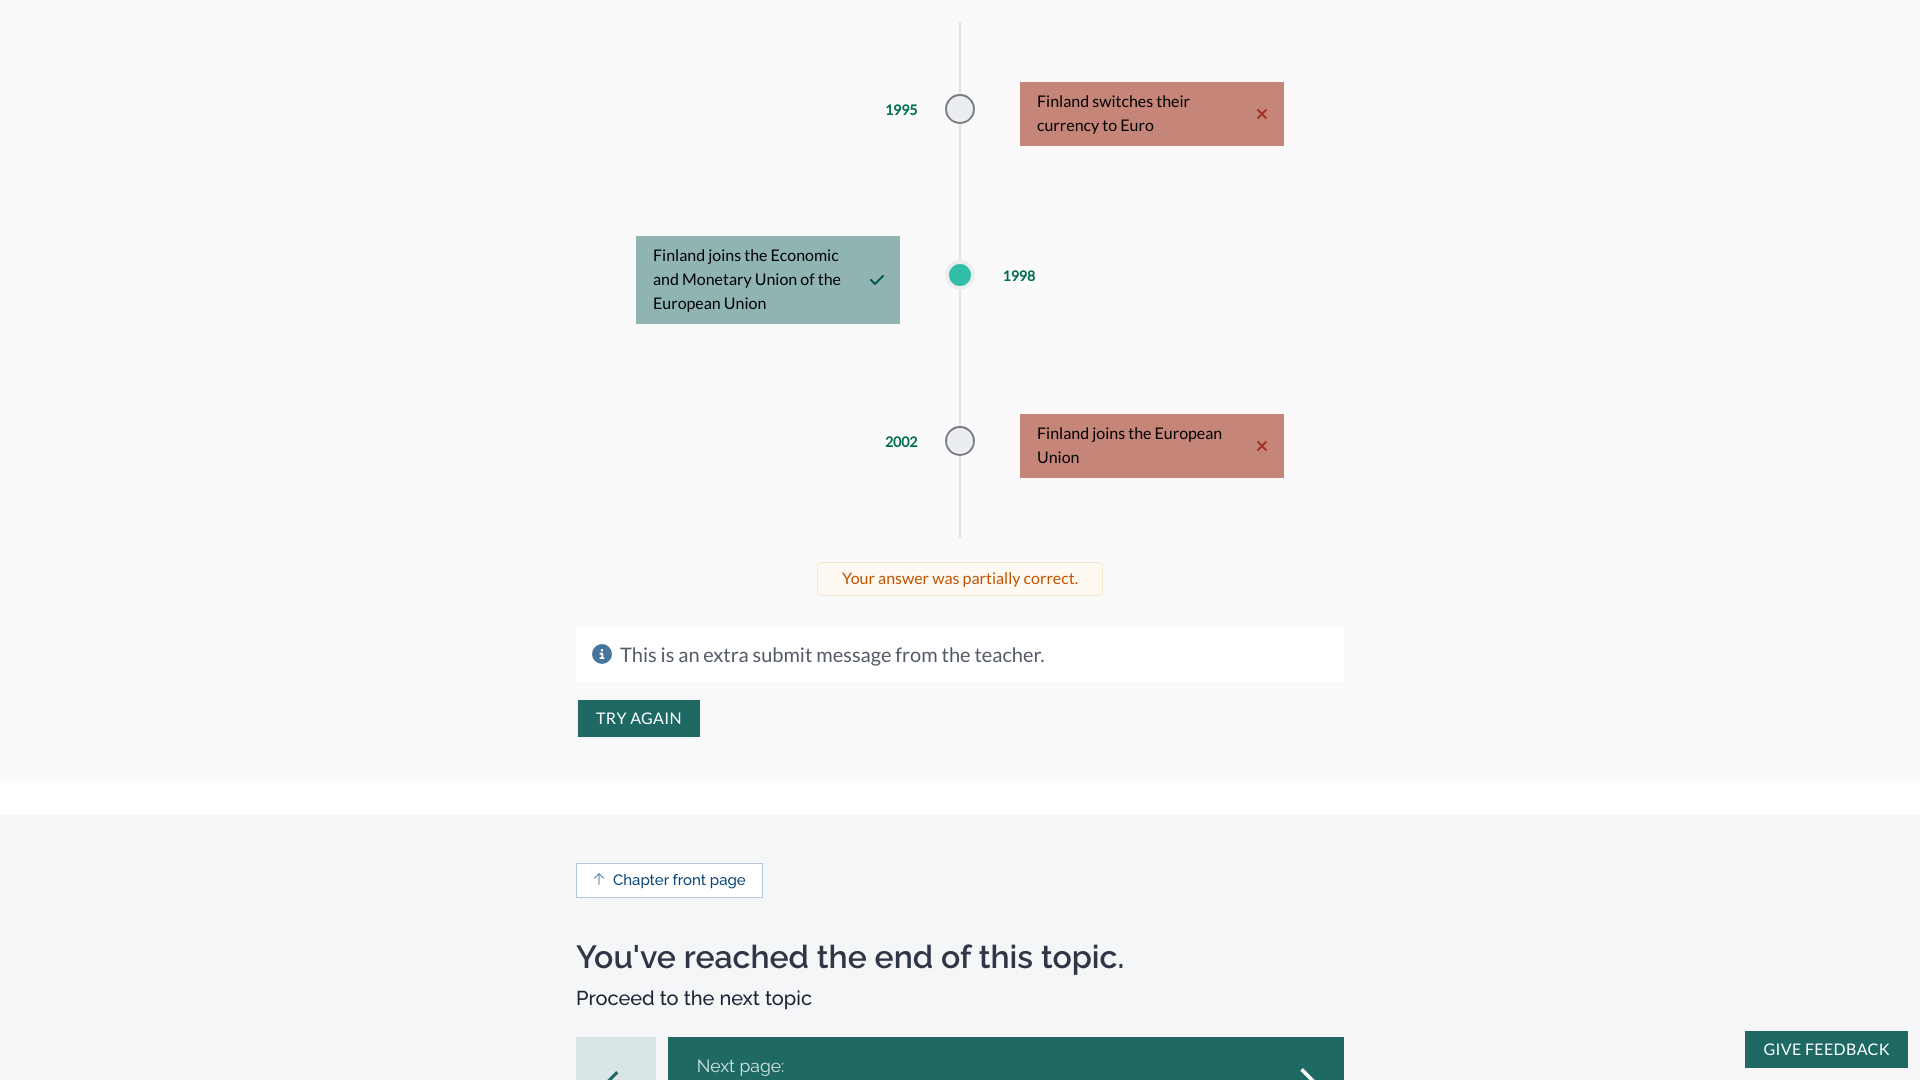 1995
Finland switches their
currency to Euro
Finland joins the Economic
and Monetary Union of the
European Union
1998
2002
Finland joins the European
Union
Your answer was partially correct.
This is an extra submit message from the teacher.
TRY AGAIN
Chapter front page
You've reached the end of this topic.
Proceed to the next topic
Next page:
GIVE FEEDBACK